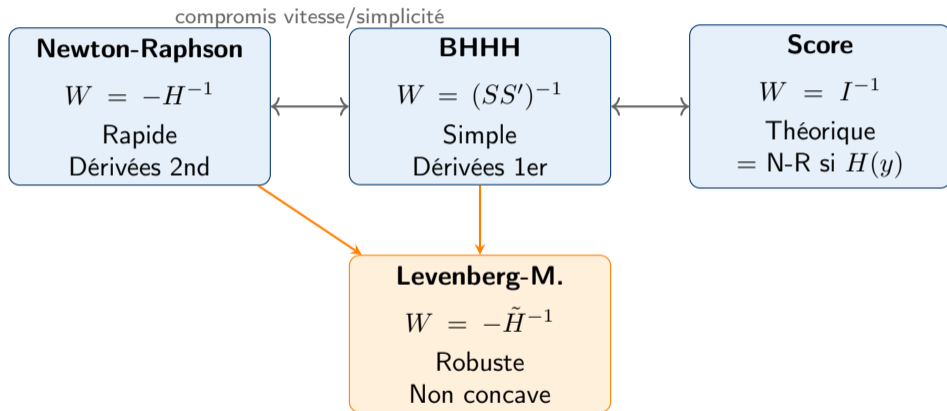 compromis vitesse/simplicité
Newton-Raphson
W = −H⁻¹
Rapide
Dérivées 2nd
BHHH
W = (SS′)⁻¹
Simple
Dérivées 1er
Score
W = I⁻¹
Théorique
= N-R si H(y)
Levenberg-M.
W = −H̃⁻¹
Robuste
Non concave